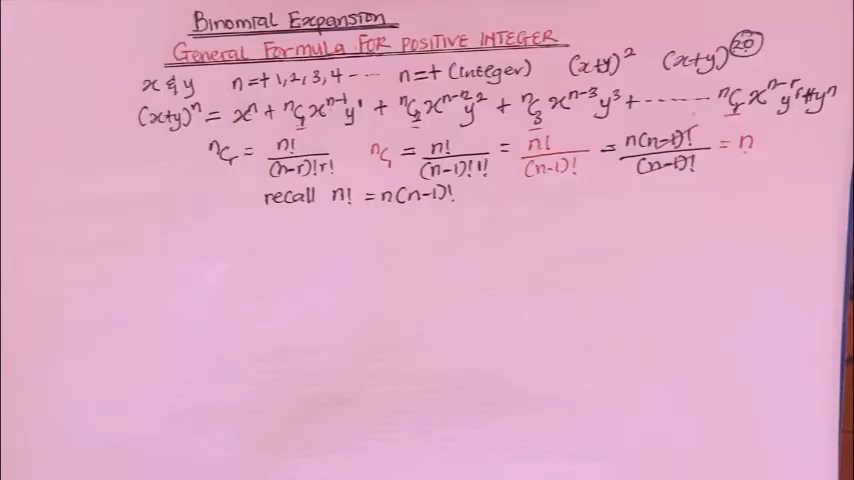 Binomial Expansion
General Formula FOR POSITIVE INTEGER
x & y n=+1,2,3,4---- n=+(integer) (x+y)² (x+y)²⁰
(x+y)ⁿ = xⁿ + ⁿC₁xⁿ⁻¹y¹ + ⁿC₂xⁿ⁻²y² + ⁿC₃xⁿ⁻³y³ + ------- ⁿCᵣxⁿ⁻ʳyʳ + yⁿ
ⁿCᵣ = n!/(n-r)!r! ⁿC₁ = n!/(n-1)!1! = n!/(n-1)! = n(n-1)!/(n-1)! = n
recall n! = n(n-1)!